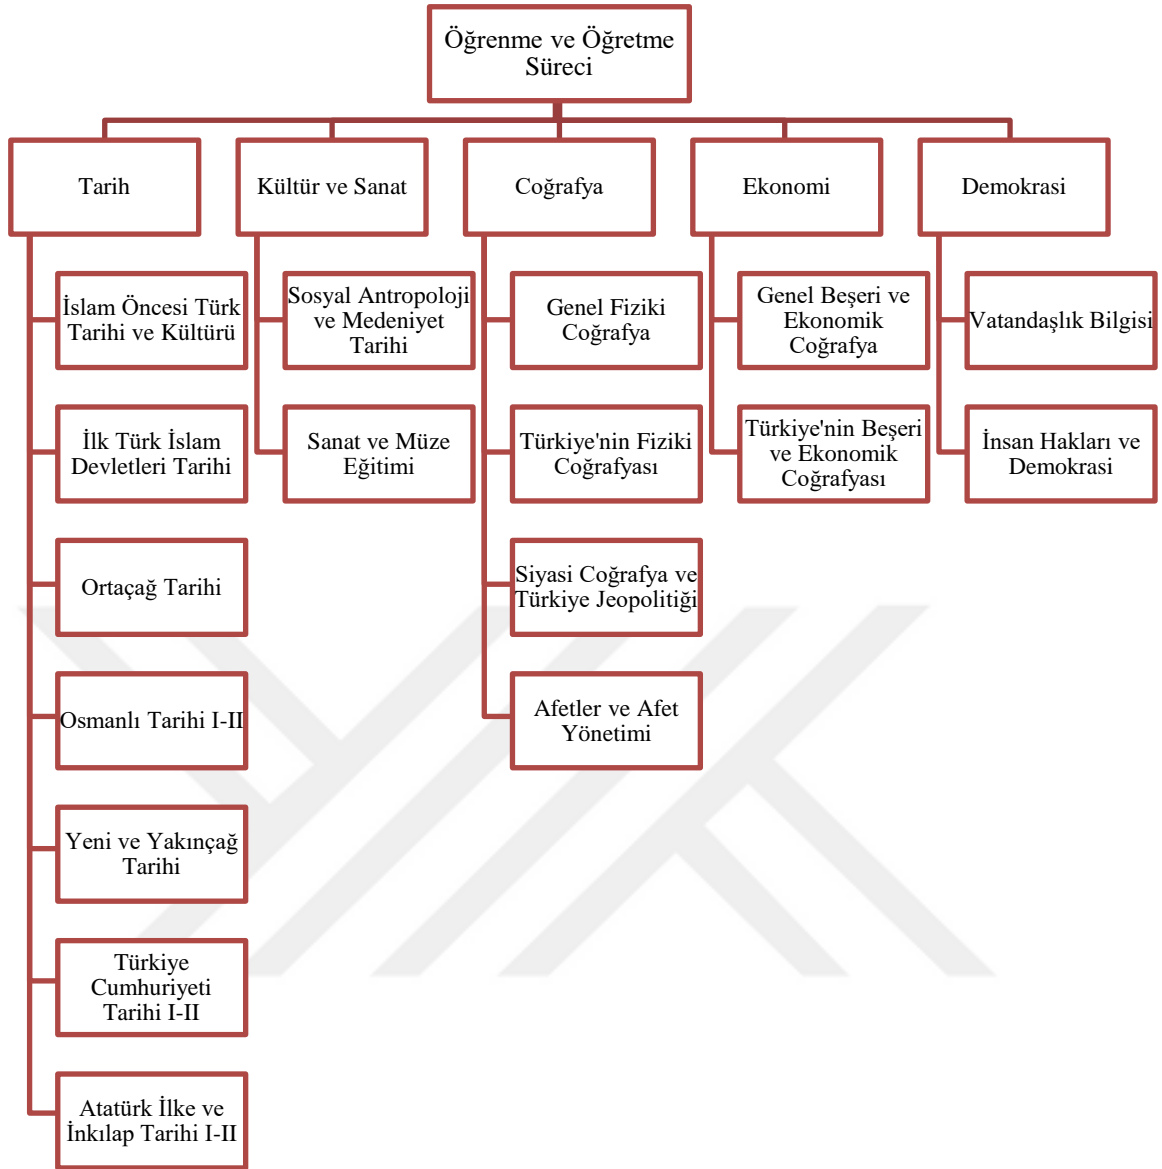 Öğrenme ve Öğretme
Süreci
Tarih
Kültür ve Sanat
Coğrafya
Ekonomi
Demokrasi
İslam Öncesi Türk
Tarihi ve Kültürü
İlk Türk İslam
Devletleri Tarihi
Ortaçağ Tarihi
Osmanlı Tarihi I-II
Yeni ve Yakınçağ
Tarihi
Türkiye
Cumhuriyeti
Tarihi I-II
Atatürk İlke ve
İnkılap Tarihi I-II
Sosyal Antropoloji
ve Medeniyet
Tarihi
Sanat ve Müze
Eğitimi
Genel Fiziki
Coğrafya
Türkiye'nin Fiziki
Coğrafyası
Siyasi Coğrafya ve
Türkiye Jeopolitiği
Afetler ve Afet
Yönetimi
Genel Beşeri ve
Ekonomik
Coğrafya
Türkiye'nin Beşeri
ve Ekonomik
Coğrafyası
Vatandaşlık Bilgisi
İnsan Hakları ve
Demokrasi